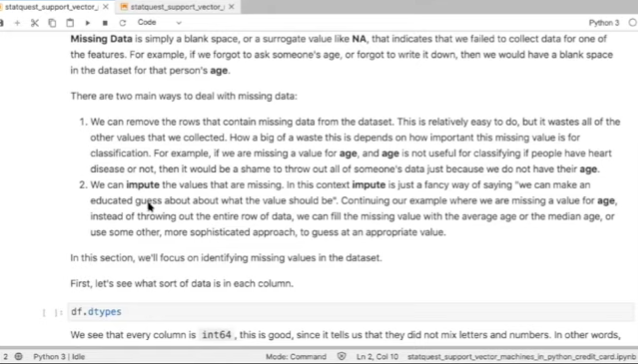 statquest_support_vector_ statquest_support_vector_
Code Python 3
Missing Data is simply a blank space, or a surrogate value like NA, that indicates that we failed to collect data for one of
the features. For example, if we forgot to ask someone's age, or forgot to write it down, then we would have a blank space
in the dataset for that person's age.
There are two main ways to deal with missing data:
1. We can remove the rows that contain missing data from the dataset. This is relatively easy to do, but it wastes all of the
other values that we collected. How a big of a waste this is depends on how important this missing value is for
classification. For example, if we are missing a value for age, and age is not useful for classifying if people have heart
disease or not, then it would be a shame to throw out all of someone's data just because we do not have their age.
2. We can impute the values that are missing. In this context impute is just a fancy way of saying "we can make an
educated guess about about what the value should be". Continuing our example where we are missing a value for age,
instead of throwing out the entire row of data, we can fill the missing value with the average age or the median age, or
use some other, more sophisticated approach, to guess at an appropriate value.
In this section, we'll focus on identifying missing values in the dataset.
First, let's see what sort of data is in each column.
[ ]: df.dtypes
We see that every column is int64, this is good, since it tells us that they did not mix letters and numbers. In other words,
2 Python 3 | Idle Mode: Command Ln 2, Col 10 statquest_support_vector_machines_in_python_credit_card.ipynb